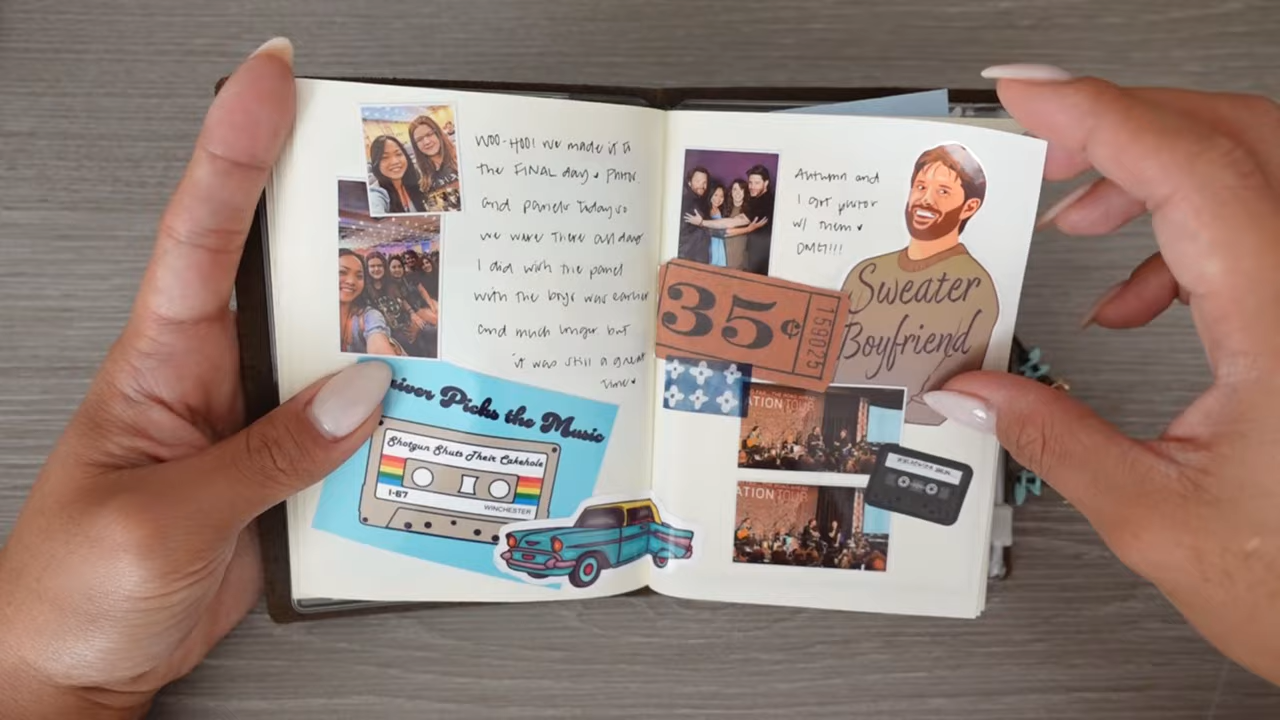 WOO-HOO! We made it to
the FINAL day & photos
and panels today so
we were there all day
I did wish the panel
with the boys was earlier
and much longer but
it was still a great
time
Driver Picks the Music
Shotgun Shuts Their Cakehole
1-67
WINCHESTER
Autumn and
I got photos
w/ them
OMG!!!
35¢
159025
Sweater
Boyfriend
ATION TOUR
ATION TOUR